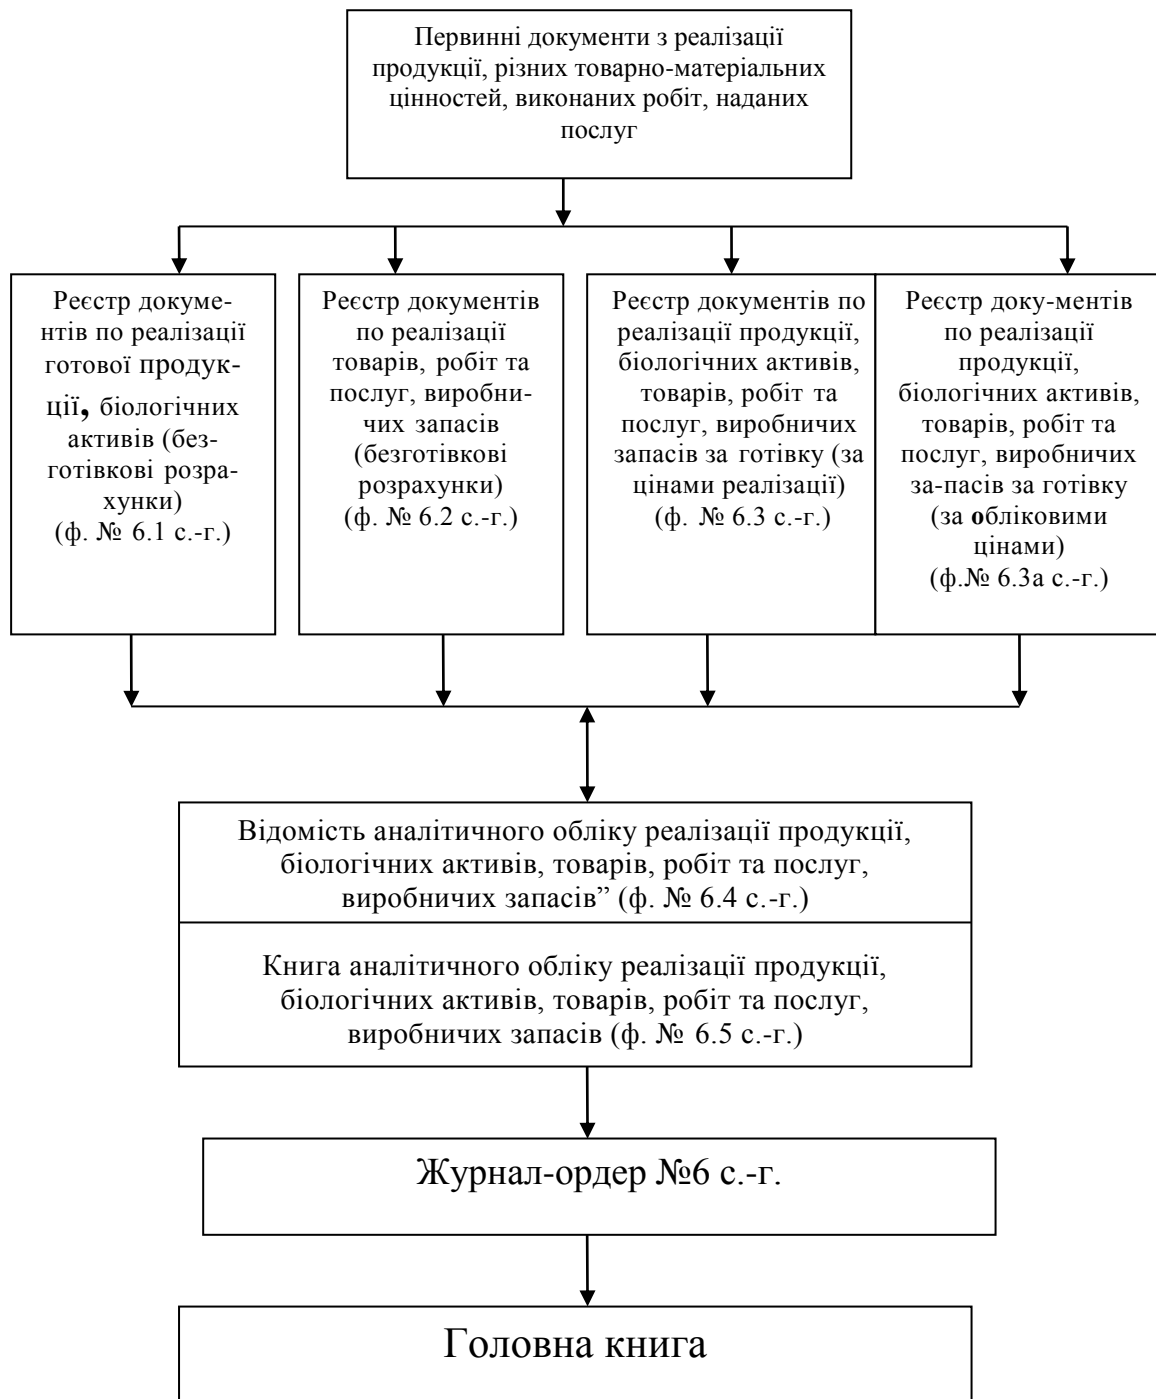 Первинні документи з реалізації
продукції, різних товарно-матеріальних
цінностей, виконаних робіт, наданих
послуг
Реєстр докуме-
нтів по реалізації
готової продук-
ції, біологічних
активів (без-
готівкові розра-
хунки)
(ф. № 6.1 с.-г.)
Реєстр документів
по реалізації
товарів, робіт та
послуг, виробни-
чих запасів
(безготівкові
розрахунки)
(ф. № 6.2 с.-г.)
Реєстр документів по
реалізації продукції,
біологічних активів,
товарів, робіт та
послуг, виробничих
запасів за готівку (за
цінами реалізації)
(ф. № 6.3 с.-г.)
Реєстр доку-ментів
по реалізації
продукції,
біологічних активів,
товарів, робіт та
послуг, виробничих
за-пасів за готівку
(за обліковими
цінами)
(ф.№ 6.3а с.-г.)
Відомість аналітичного обліку реалізації продукції,
біологічних активів, товарів, робіт та послуг,
виробничих запасів” (ф. № 6.4 с.-г.)
Книга аналітичного обліку реалізації продукції,
біологічних активів, товарів, робіт та послуг,
виробничих запасів (ф. № 6.5 с.-г.)
Журнал-ордер №6 с.-г.
Головна книга